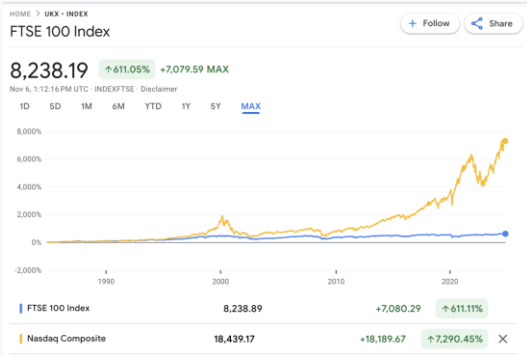 HOME > UKX • INDEX
FTSE 100 Index
+ Follow
Share
8,238.19 ↑611.05% +7,079.59 MAX
Nov 6, 1:12:16 PM UTC · INDEXFTSE · Disclaimer
1D 5D 1M 6M YTD 1Y 5Y MAX
8,000%
6,000%
4,000%
2,000%
0%
-2,000%
1990 2000 2010 2020
FTSE 100 Index 8,238.89 +7,080.29 ↑611.11%
Nasdaq Composite 18,439.17 +18,189.67 ↑7,290.45%